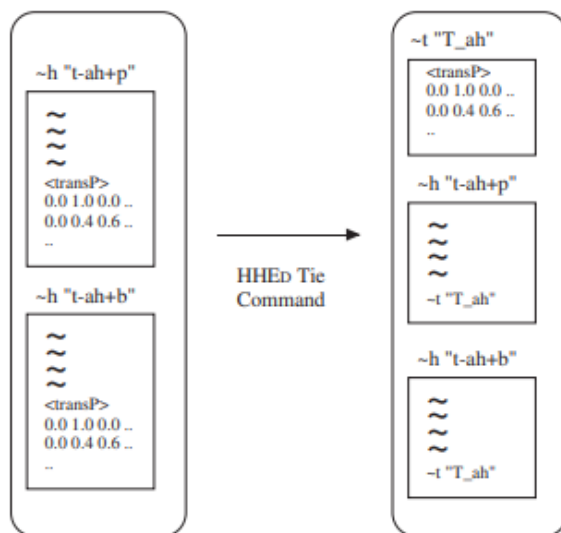 ~h "t-ah+p"
~
~
~
~
<transP>
0.0 1.0 0.0 ..
0.0 0.4 0.6 ..
..
~h "t-ah+b"
~
~
~
~
<transP>
0.0 1.0 0.0 ..
0.0 0.4 0.6 ..
..
HHED Tie
Command
~t "T_ah"
<transP>
0.0 1.0 0.0 ..
0.0 0.4 0.6 ..
..
~h "t-ah+p"
~
~
~
~
~t "T_ah"
~h "t-ah+b"
~
~
~
~
~t "T_ah"